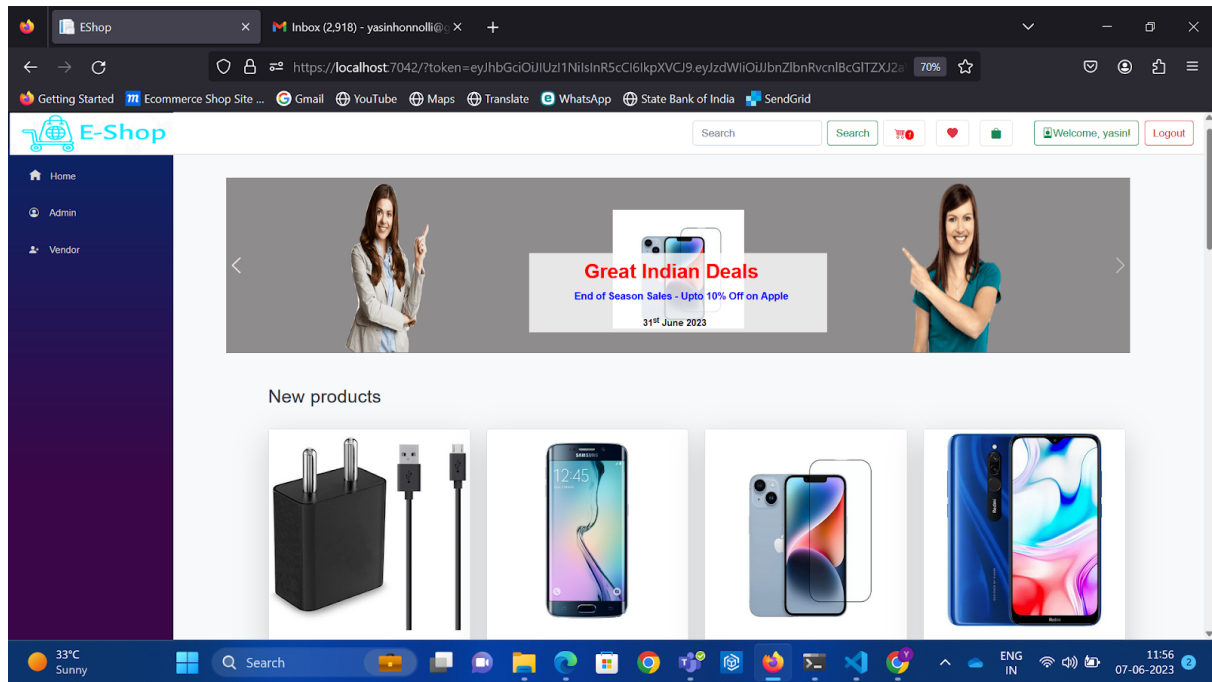 EShop
Inbox (2,918) - yasinhonnolli@g
https://localhost:7042/?token=
70%
Getting Started
Ecommerce Shop Site ...
Gmail
YouTube
Maps
Translate
WhatsApp
State Bank of India
SendGrid
E-Shop
Search
Search
Welcome, yasin!
Logout
Home
Admin
Vendor
Great Indian Deals
End of Season Sales - Upto 10% Off on Apple
31st June 2023
New products
SAMSUNG
12:45
Redmi
Redmi
33°C
Sunny
Search
ENG
IN
11:56
07-06-2023
2